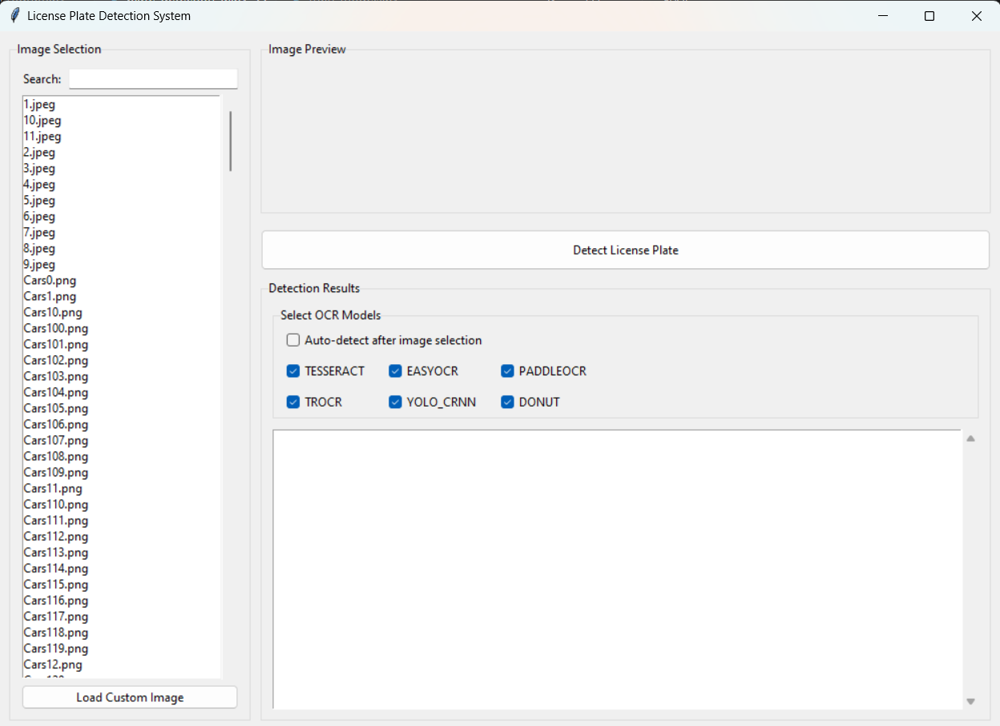 License Plate Detection System
Image Selection
Search:
1.jpeg
10.jpeg
11.jpeg
2.jpeg
3.jpeg
4.jpeg
5.jpeg
6.jpeg
7.jpeg
8.jpeg
9.jpeg
Cars0.png
Cars1.png
Cars10.png
Cars100.png
Cars101.png
Cars102.png
Cars103.png
Cars104.png
Cars105.png
Cars106.png
Cars107.png
Cars108.png
Cars109.png
Cars11.png
Cars110.png
Cars111.png
Cars112.png
Cars113.png
Cars114.png
Cars115.png
Cars116.png
Cars117.png
Cars118.png
Cars119.png
Cars12.png
Load Custom Image
Image Preview
Detect License Plate
Detection Results
Select OCR Models
Auto-detect after image selection
TESSERACT EASYOCR PADDLEOCR
TROCR YOLO_CRNN DONUT